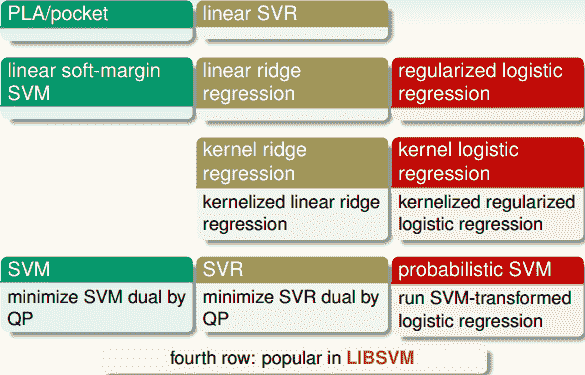 PLA/pocket
linear SVR
linear soft-margin
SVM
linear ridge
regression
regularized logistic
regression
kernel ridge
regression
kernelized linear ridge
regression
kernel logistic
regression
kernelized regularized
logistic regression
SVM
minimize SVM dual by
QP
SVR
minimize SVR dual by
QP
probabilistic SVM
run SVM-transformed
logistic regression
fourth row: popular in LIBSVM